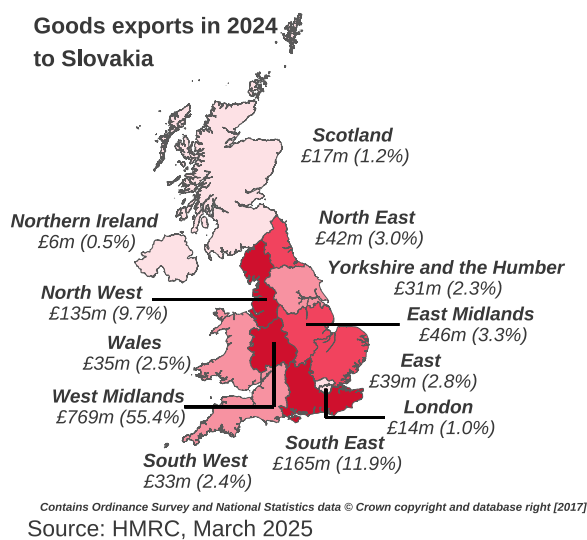 Goods exports in 2024
to Slovakia
Scotland
£17m (1.2%)
Northern Ireland
£6m (0.5%)
North East
£42m (3.0%)
Yorkshire and the Humber
£31m (2.3%)
North West
£135m (9.7%)
East Midlands
£46m (3.3%)
Wales
£35m (2.5%)
East
£39m (2.8%)
West Midlands
£769m (55.4%)
London
£14m (1.0%)
South East
£165m (11.9%)
South West
£33m (2.4%)
Contains Ordinance Survey and National Statistics data © Crown copyright and database right [2017]
Source: HMRC, March 2025